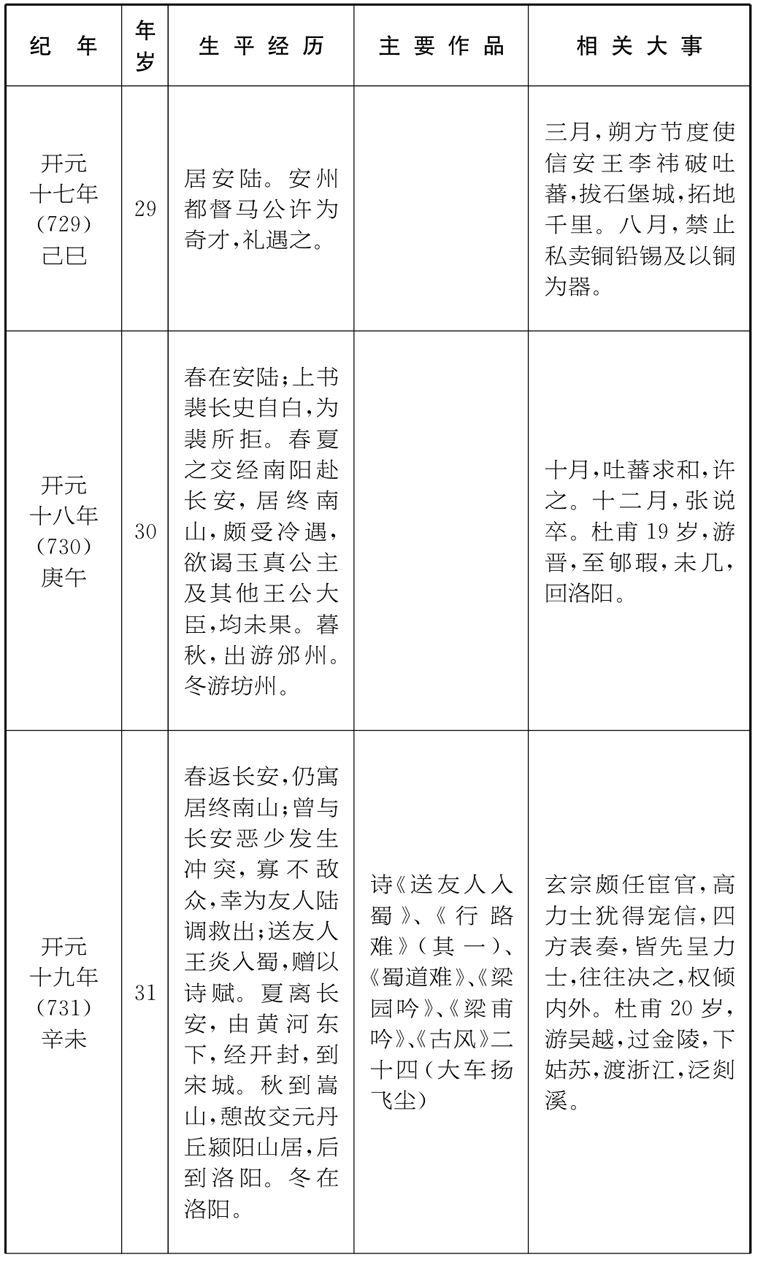 纪 年
年岁
生平经历
主要作品
相关大事
开元
十七年
（729）
己巳
29
居安陆。安州
都督马公许为
奇才，礼遇之。
三月，朔方节度使
信安王李祎破吐
蕃，拔石堡城，拓地
千里。八月，禁止
私卖铜铅锡及以铜
为器。
开元
十八年
（730）
庚午
30
春在安陆；上书
裴长史自白，为
裴所拒。春夏
之交经南阳赴
长安，居终南
山，颇受冷遇，
欲谒玉真公主
及其他王公大
臣，均未果。暮
秋，出游邠州。
冬游坊州。
十月，吐蕃求和，许
之。十二月，张说
卒。杜甫19岁，游
晋，至郇瑕，未几，
回洛阳。
开元
十九年
（731）
辛未
31
春返长安，仍寓
居终南山；曾与
长安恶少发生
冲突，寡不敌
众，幸为友人陆
调救出；送友人
王炎入蜀，赠以
诗赋。夏离长
安，由黄河东
下，经开封，到
宋城。秋到嵩
山，憩故交元丹
丘颍阳山居，后
到洛阳。冬在
洛阳。
诗《送友人入
蜀》、《行路
难》（其一）、
《蜀道难》、《梁
园吟》、《梁甫
吟》、《古风》二
十四（大车扬
飞尘）
玄宗颇任宦官，高
力士犹得宠信，四
方表奏，皆先呈力
士，往往决之，权倾
内外。杜甫20岁，
游吴越，过金陵，下
姑苏，渡浙江，泛剡
溪。